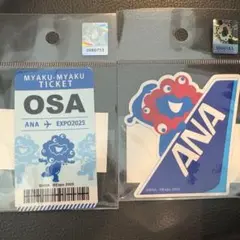 MYAKU-MYAKU
TICKET
OSA
ANA ✈ EXPO2025
ANA